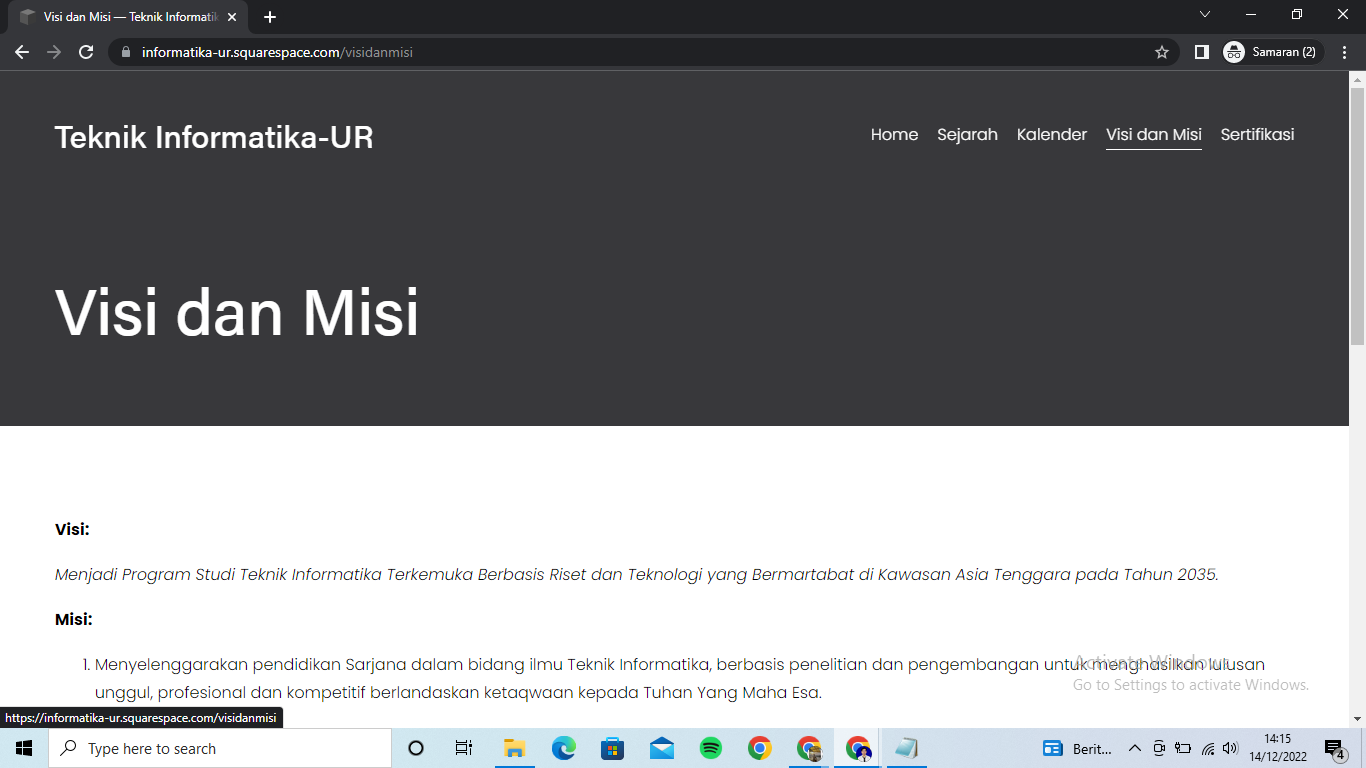 Visi dan Misi — Teknik Informatik
informatika-ur.squarespace.com/visidanmisi
Samaran (2)
Teknik Informatika-UR
Home Sejarah Kalender Visi dan Misi Sertifikasi
Visi dan Misi
Visi:
Menjadi Program Studi Teknik Informatika Terkemuka Berbasis Riset dan Teknologi yang Bermartabat di Kawasan Asia Tenggara pada Tahun 2035.
Misi:
1. Menyelenggarakan pendidikan Sarjana dalam bidang ilmu Teknik Informatika, berbasis penelitian dan pengembangan untuk menghasilkan lulusan
unggul, profesional dan kompetitif berlandaskan ketaqwaan kepada Tuhan Yang Maha Esa.
Activate Windows
Go to Settings to activate Windows.
https://informatika-ur.squarespace.com/visidanmisi
Type here to search
Berit...
14:15
14/12/2022
4